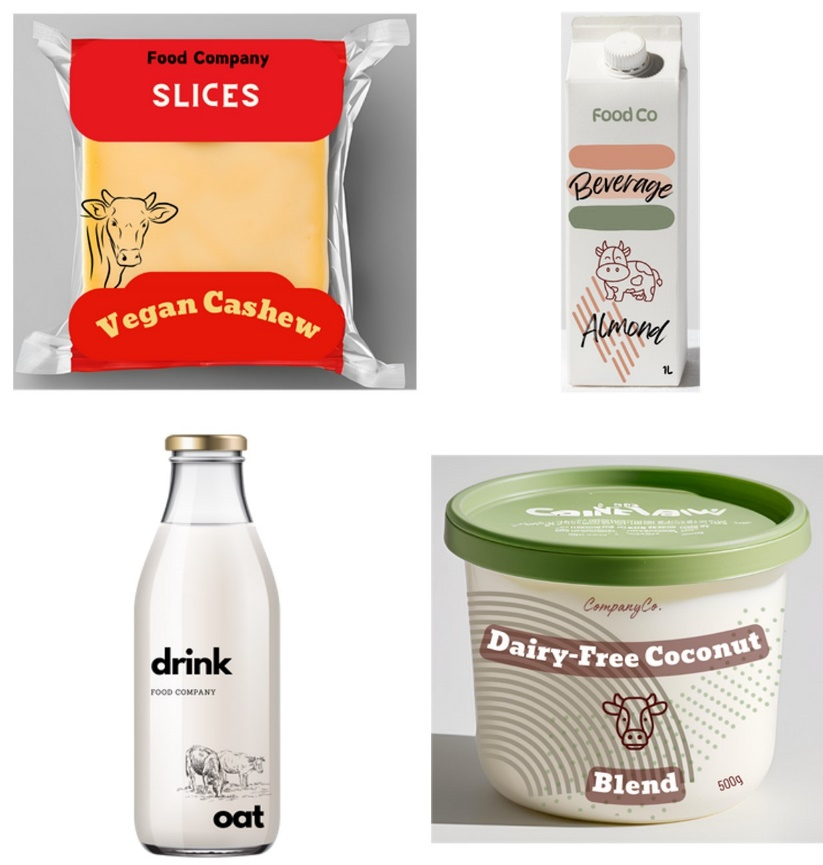 Food Company
SLICES
Vegan Cashew
Food Co
Beverage
Almond
1L
drink
FOOD COMPANY
oat
CompanyCo.
Dairy-Free Coconut
Blend
500g